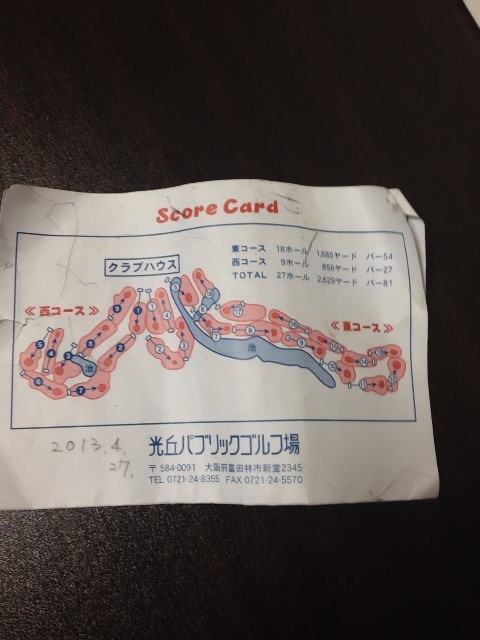 Score Card
東コース 18ホール 1,685ヤード パー54
西コース 9ホール 856ヤード パー27
TOTAL 27ホール 2,629ヤード パー81
クラブハウス
≪西コース≫
≪東コース≫
池
池
2013.4.
27.
光丘パブリックゴルフ場
〒584-0091 大阪府富田林市新堂2345
TEL 0721-24-8355 FAX 0721-24-5570